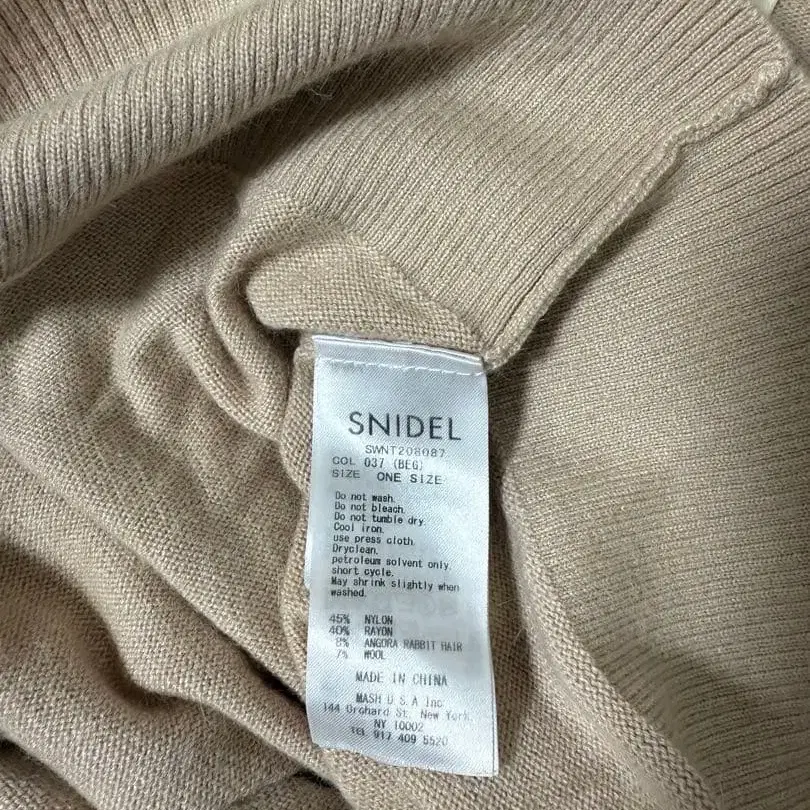 SNIDEL
SWNT208087
COL 037 (BEG)
SIZE ONE SIZE
Do not wash.
Do not bleach.
Do not tumble dry.
Cool iron.
use press cloth.
Dryclean.
petroleum solvent only.
short cycle.
May shrink slightly when
washed.
45% NYLON
40% RAYON
8% ANGORA RABBIT HAIR
7% WOOL
MADE IN CHINA
MASH U S A Inc
144 Orchard St. New York.
NY 10002
TEL 917 409 5520